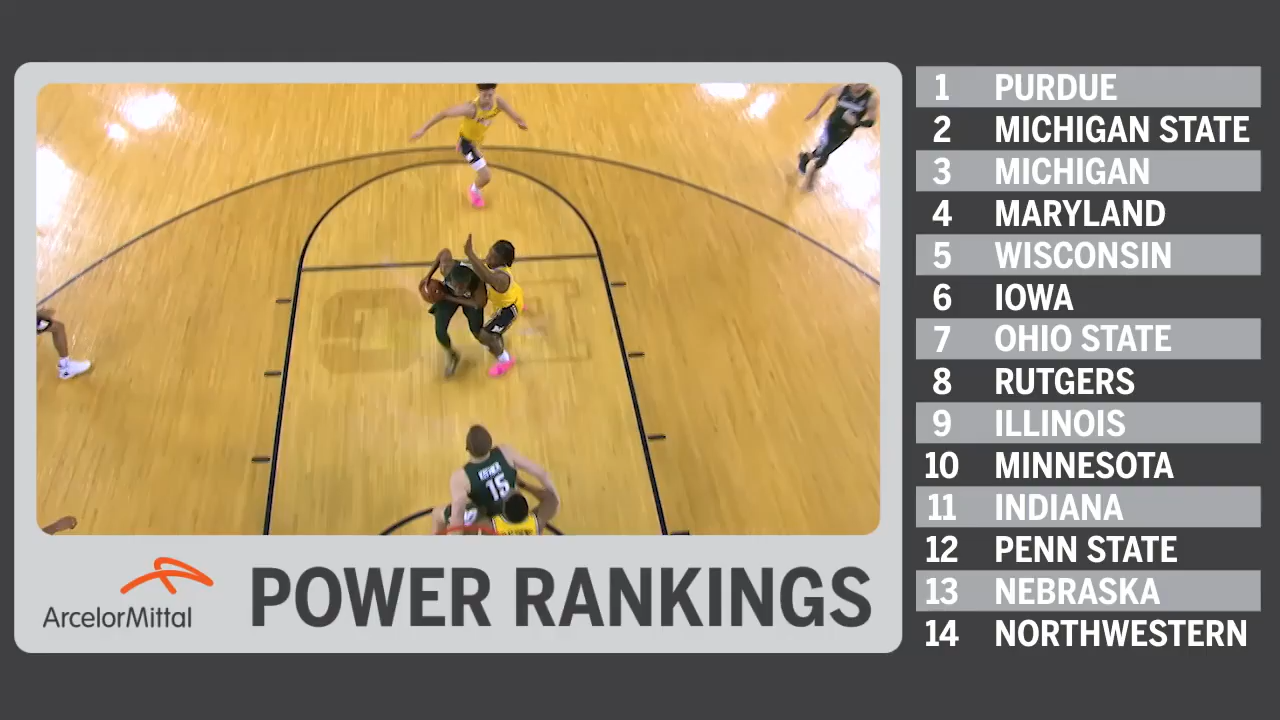 15
ArcelorMittal
POWER RANKINGS
1 PURDUE
2 MICHIGAN STATE
3 MICHIGAN
4 MARYLAND
5 WISCONSIN
6 IOWA
7 OHIO STATE
8 RUTGERS
9 ILLINOIS
10 MINNESOTA
11 INDIANA
12 PENN STATE
13 NEBRASKA
14 NORTHWESTERN